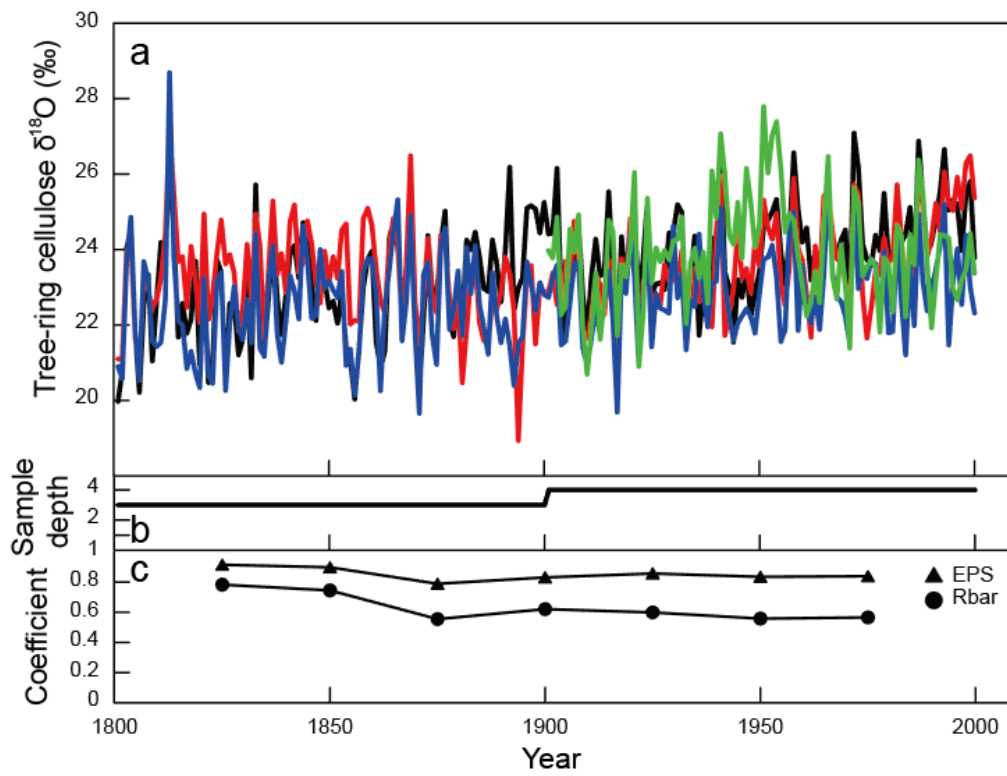 a
Tree-ring cellulose δ¹⁸O (‰)
30
28
26
24
22
20
b
Sample
depth
4
2
1
c
Coefficient
1
0.8
0.6
0.4
0.2
0
EPS
Rbar
1800
1850
1900
1950
2000
Year